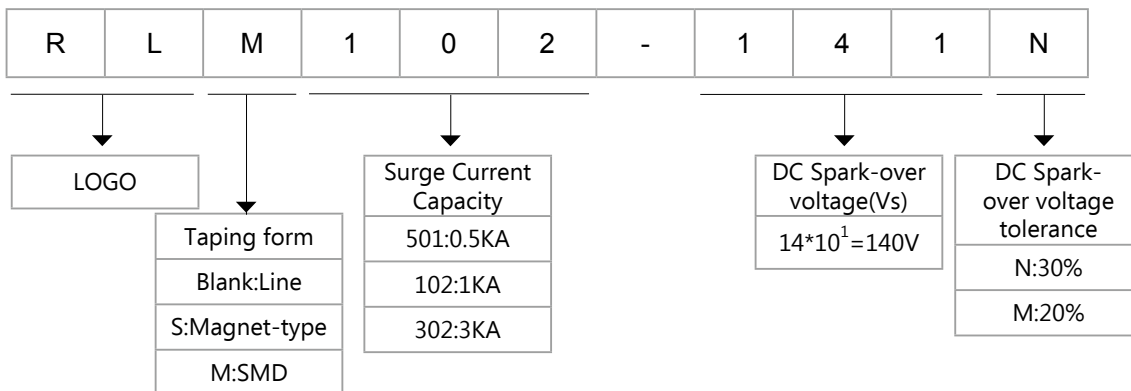 R L M 1 0 2 - 1 4 1 N
LOGO
Taping form
Blank:Line
S:Magnet-type
M:SMD
Surge Current
Capacity
501:0.5KA
102:1KA
302:3KA
DC Spark-over
voltage(Vs)
14*10¹=140V
DC Spark-
over voltage
tolerance
N:30%
M:20%